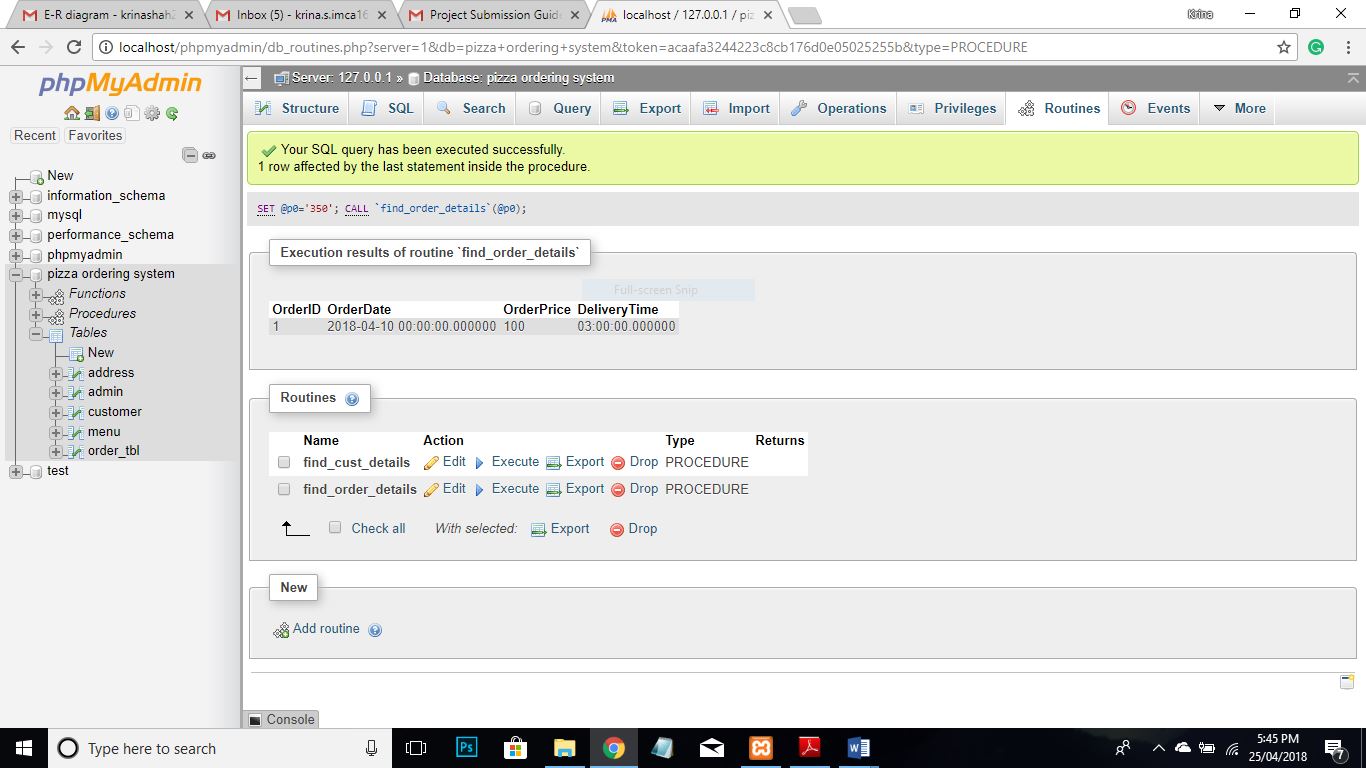 E-R diagram - krinashah2
Inbox (5) - krina.s.imca16
Project Submission Guide
localhost / 127.0.0.1 / piz
Krina
localhost/phpmyadmin/db_routines.php?server=1&db=pizza+ordering+system&token=acaafa3244223c82b176d0e05025255b&type=PROCEDURE
phpMyAdmin
Recent Favorites
New
information_schema
mysql
performance_schema
phpmyadmin
pizza ordering system
Functions
Procedures
Tables
New
address
admin
customer
menu
order_tbl
test
Server: 127.0.0.1 » Database: pizza ordering system
Structure SQL Search Query Export Import Operations Privileges Routines Events More
Your SQL query has been executed successfully.
1 row affected by the last statement inside the procedure.
SET @p0='350'; CALL `find_order_details`(@p0);
Execution results of routine `find_order_details`
Full-screen Snip
OrderID OrderDate OrderPrice DeliveryTime
1 2018-04-10 00:00:00.000000 100 03:00:00.000000
Routines
Name Action Type Returns
find_cust_details Edit Execute Export Drop PROCEDURE
find_order_details Edit Execute Export Drop PROCEDURE
Check all With selected: Export Drop
New
Add routine
Console
Type here to search
5:45 PM
25/04/2018
7